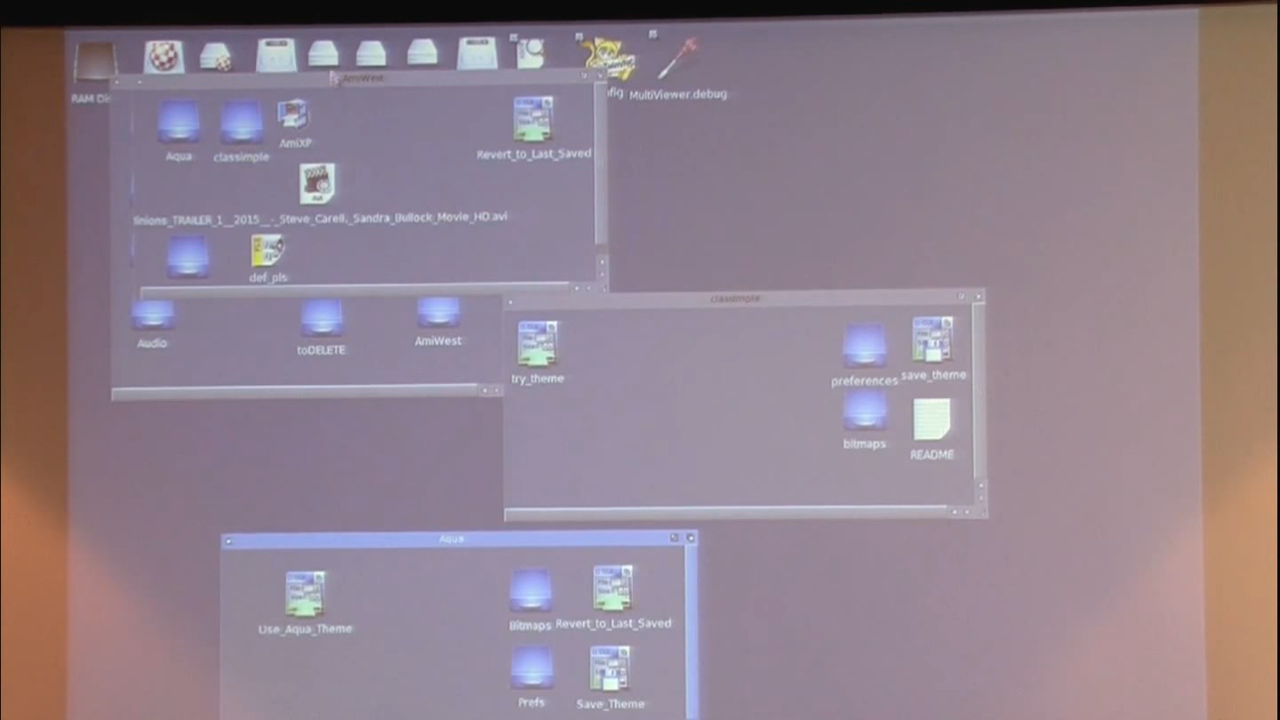 RAM Di
fig
MultiViewer.debug
AmiWest
Aqua
classimple
AmiXP
Revert_to_Last_Saved
inions_TRAILER_1__2015__-_Steve_Carell,_Sandra_Bullock_Movie_HD.avi
def_pls
Audio
toDELETE
AmiWest
classimple
try_theme
preferences
save_theme
bitmaps
README
Aqua
Use_Aqua_Theme
Bitmaps
Revert_to_Last_Saved
Prefs
Save_Theme